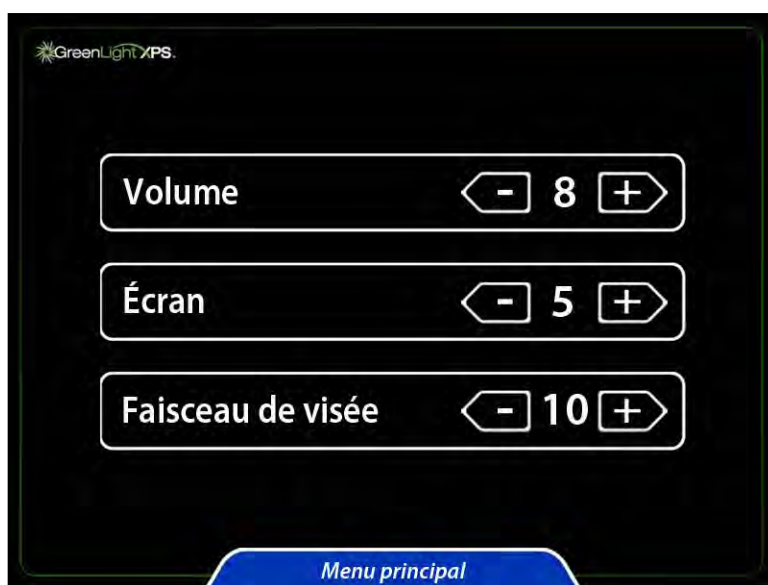 GreenLight XPS.
Volume - 8 +
Écran - 5 +
Faisceau de visée - 10 +
Menu principal